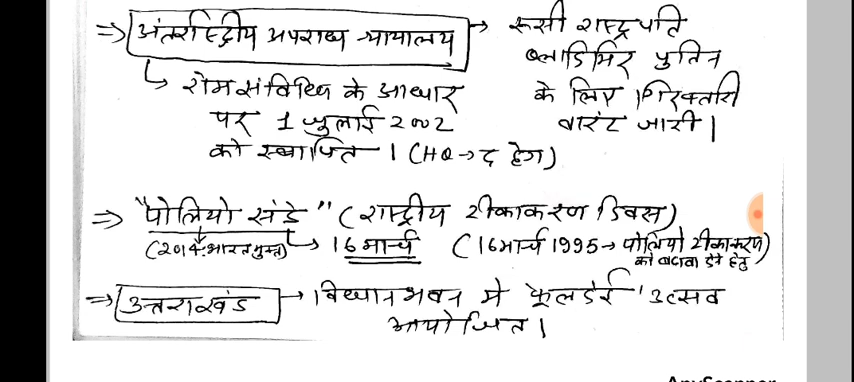 ⇒ अंतर्राष्ट्रीय अपराध न्यायालय → रूसी राष्ट्रपति
ब्लादिमिर पुतिन
के लिए गिरफ्तारी
वारंट जारी।
↳ रोम संविधि के आधार
पर 1 जुलाई 2002
को स्थापित। (HQ → द हेग)
⇒ "पोलियो संडे" (राष्ट्रीय टीकाकरण दिवस)
(2014: भारत मुक्त) ↳ 16 मार्च (16 मार्च 1995 → पोलियो टीकाकरण
को बढावा देने हेतु)
⇒ उत्तराखंड → विधानभवन मे फूलदेई उत्सव
आयोजित।